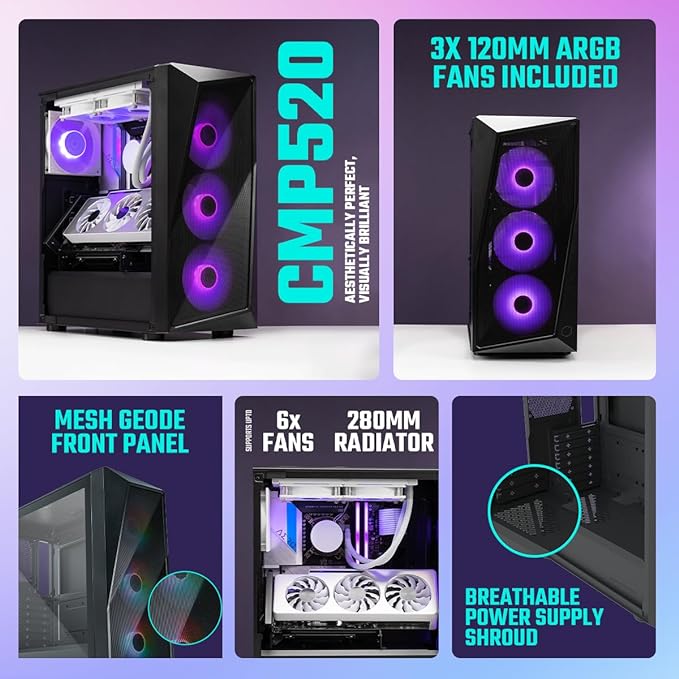 CMP520
AESTHETICALLY PERFECT,
VISUALLY BRILLIANT
3X 120MM ARGB
FANS INCLUDED
MESH GEODE
FRONT PANEL
SUPPORTS UPTO
6x
FANS
280MM
RADIATOR
BREATHABLE
POWER SUPPLY
SHROUD